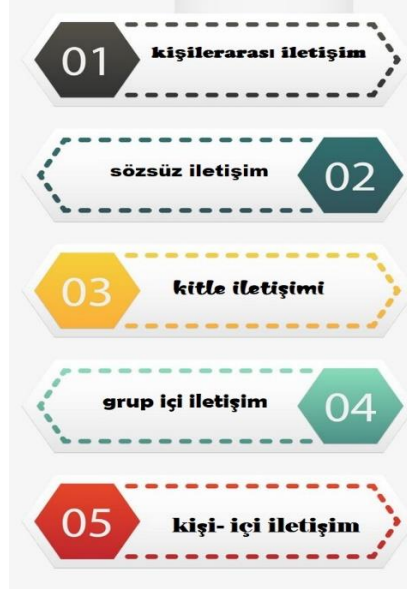 01 kişilerarası iletişim
sözsüz iletişim 02
03 kitle iletişimi
grup içi iletişim 04
05 kişi- içi iletişim